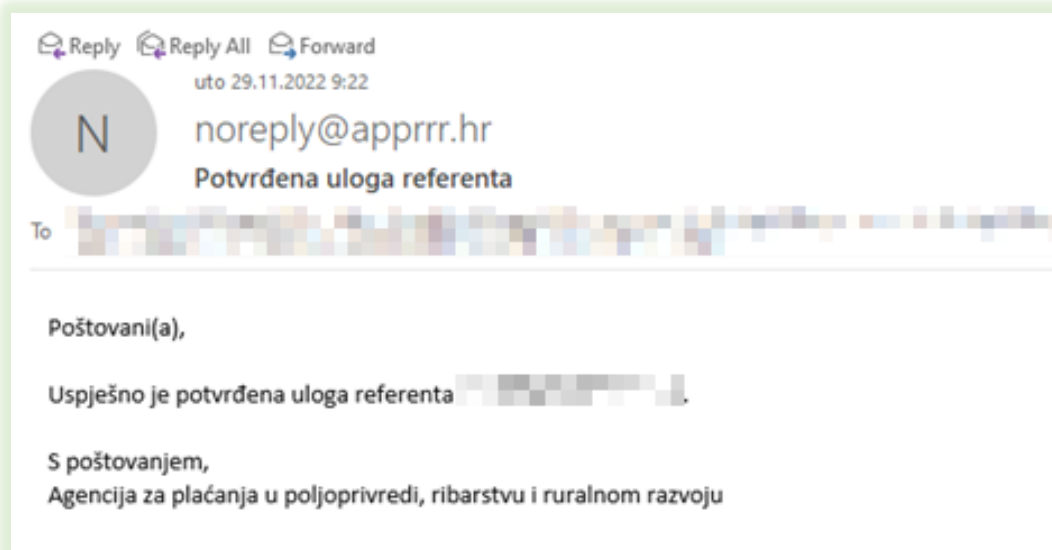 Reply Reply All Forward
uto 29.11.2022 9:22
N
noreply@apprrr.hr
Potvrđena uloga referenta
To
Poštovani(a),
Uspješno je potvrđena uloga referenta .
S poštovanjem,
Agencija za plaćanja u poljoprivredi, ribarstvu i ruralnom razvoju